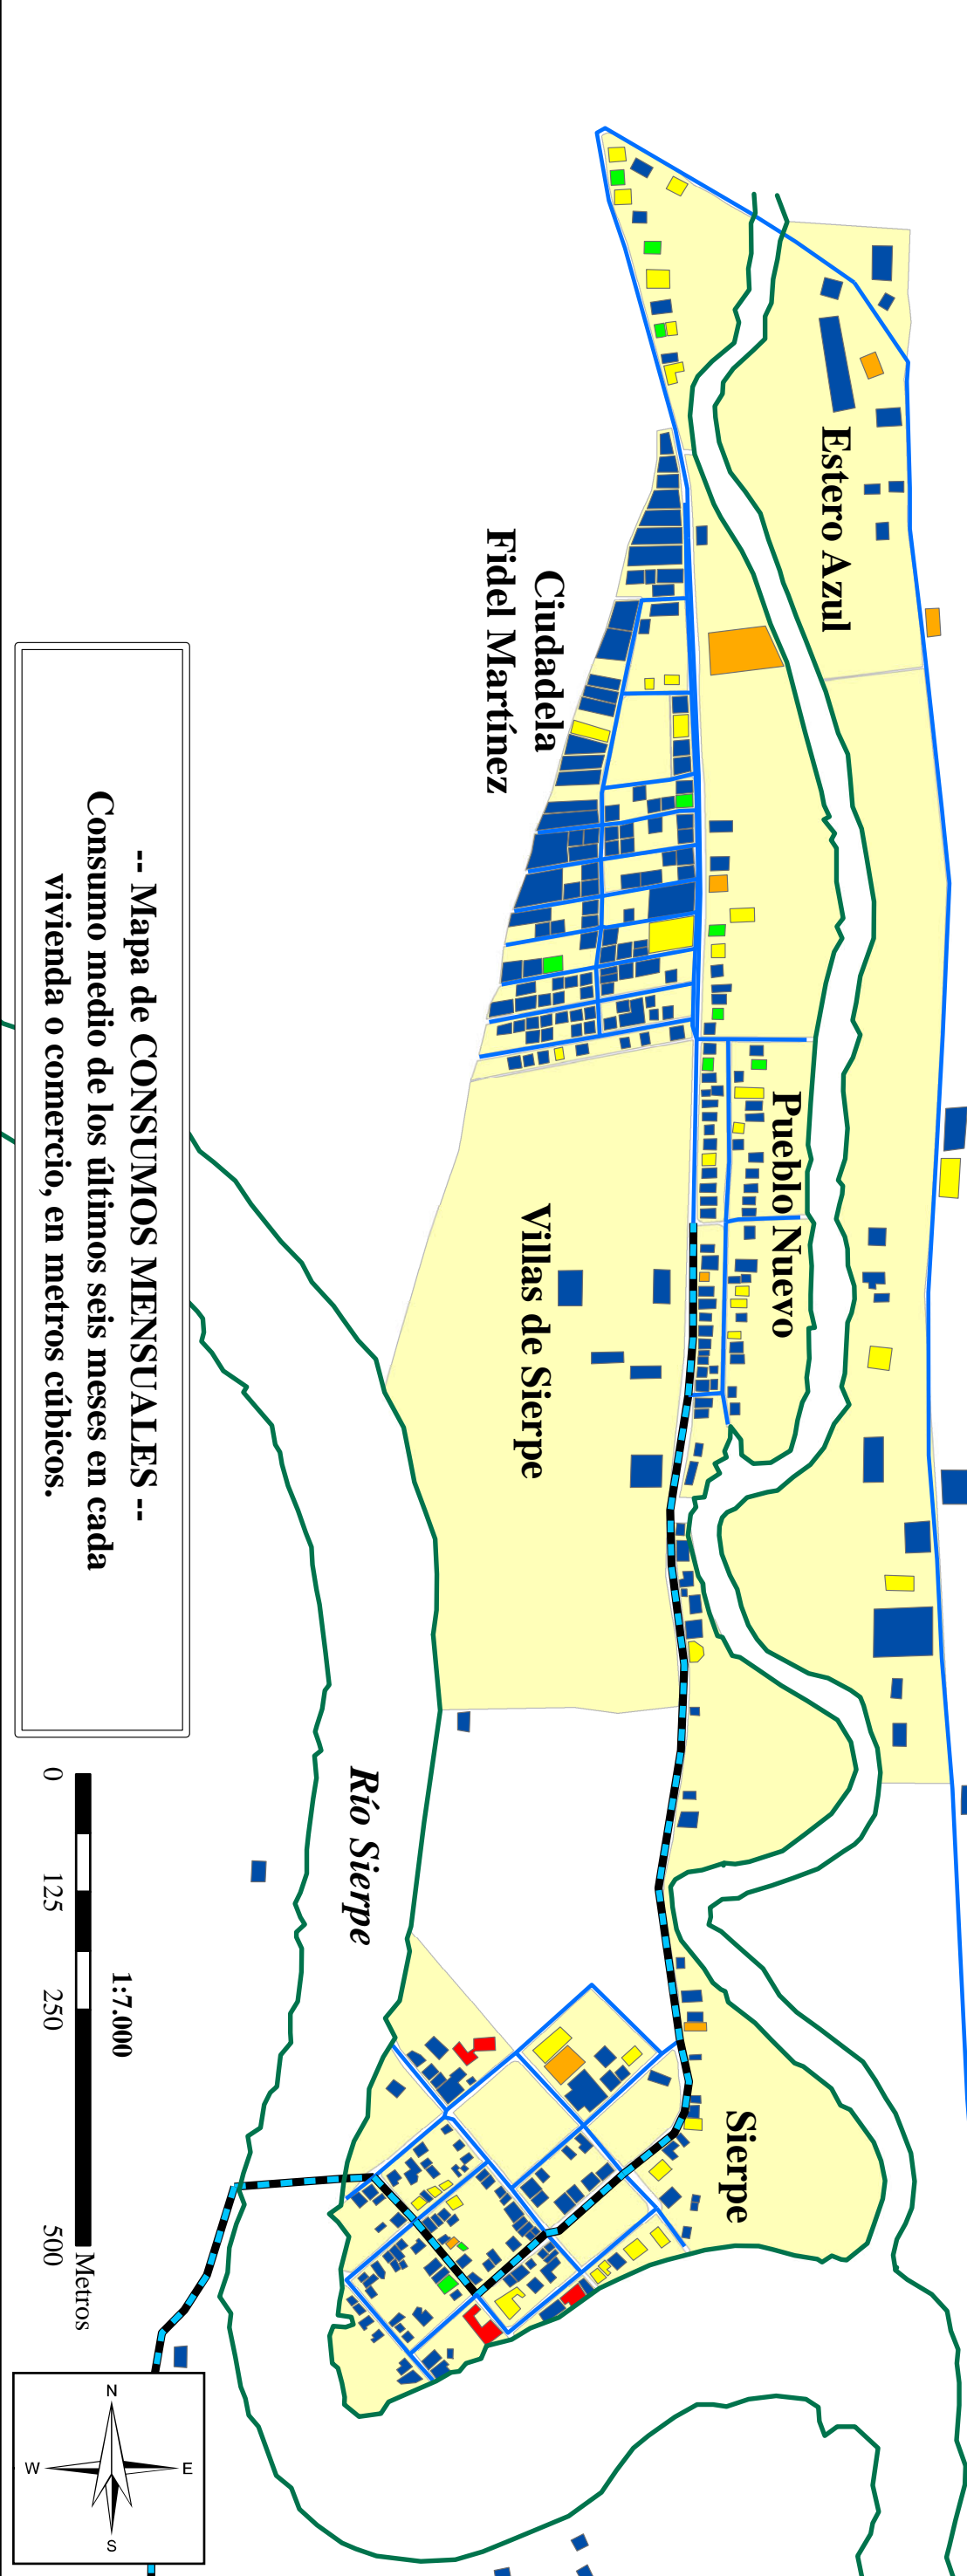 Estero Azul
Ciudadela
Fidel Martínez
Pueblo Nuevo
Villas de Sierpe
Río Sierpe
Sierpe
-- Mapa de CONSUMOS MENSUALES --
Consumo medio de los últimos seis meses en cada
vivienda o comercio, en metros cúbicos.
1:7.000
0 125 250 500
Metros
N
W E
S